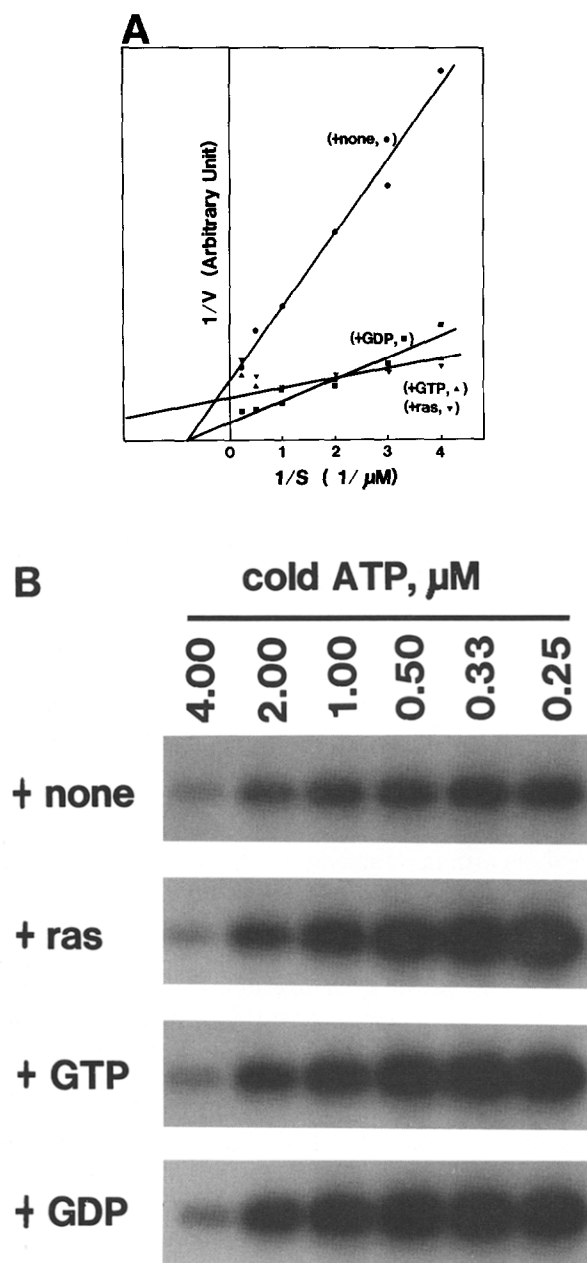 A
1/V (Arbitrary Unit)
(+none, •)
(+GDP, ■)
(+GTP, ▲)
(+ras, ▼)
0 1 2 3 4
1/S ( 1/ μM)
B
cold ATP, μM
4.00 2.00 1.00 0.50 0.33 0.25
+ none
+ ras
+ GTP
+ GDP